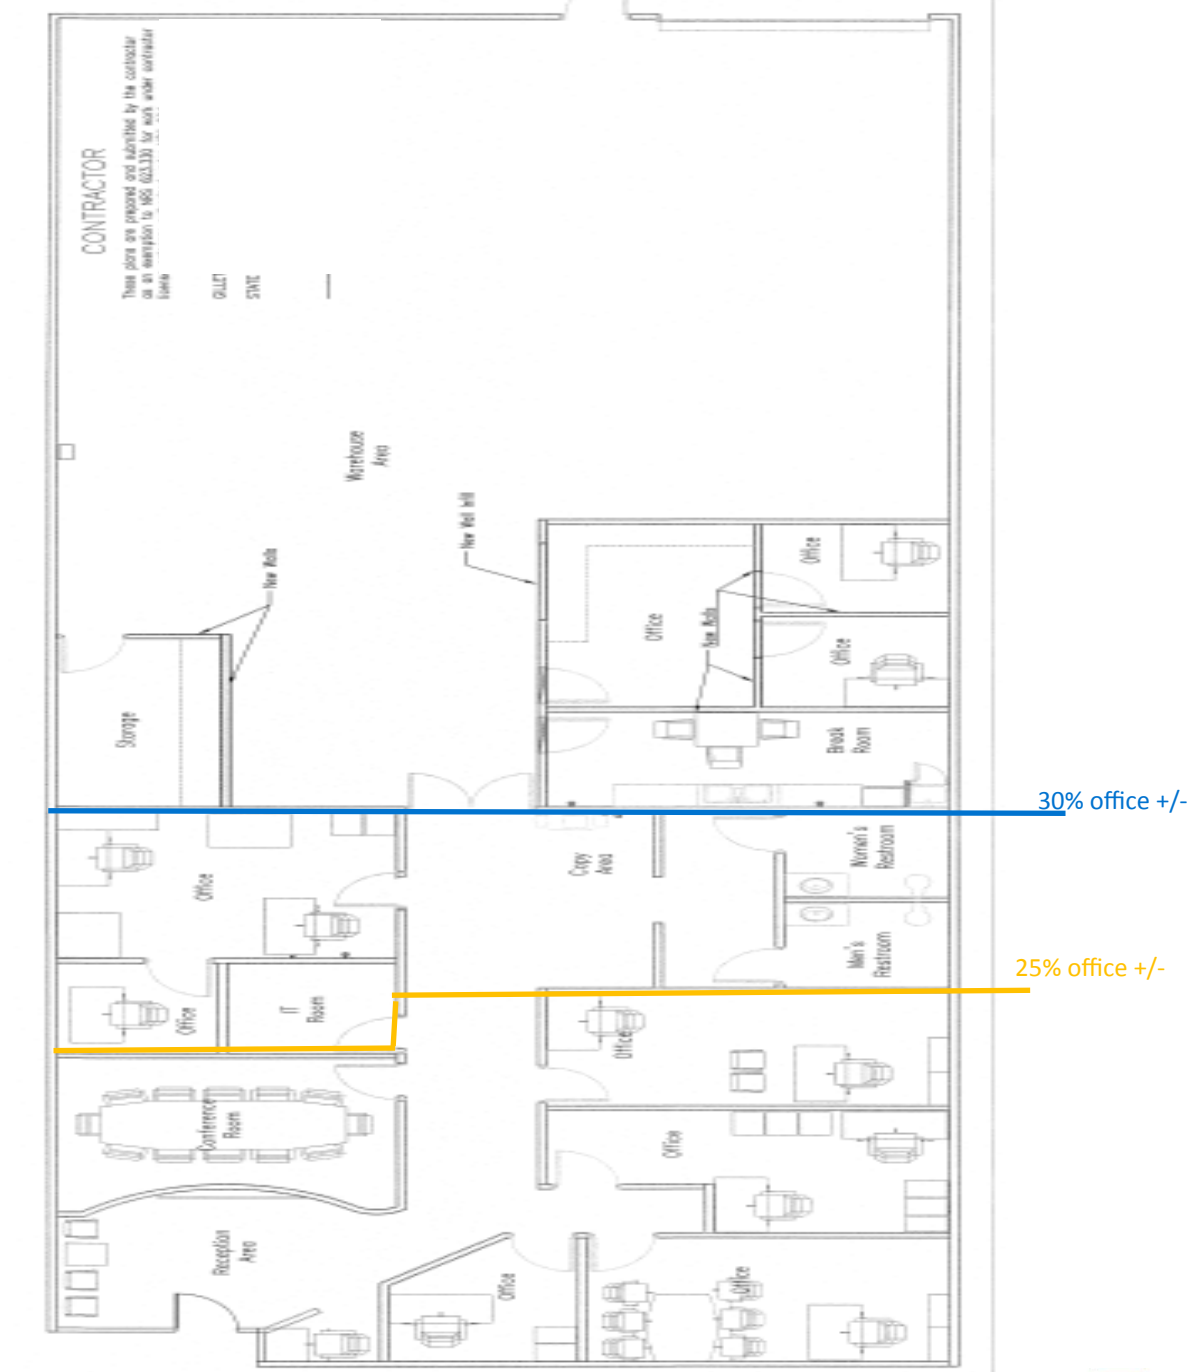 CONTRACTOR
These plans are prepared and submitted by the contractor
as an exemption to NRS 623.330 for work under contractor
license
GILLET
STATE
Warehouse
Area
New Wall Infill
New Walls
Office
Office
New Walls
Office
Storage
Break
Room
30% office +/-
Copy
Area
Women's
Restroom
Office
Men's
Restroom
25% office +/-
Office
IT
Room
Office
Conference
Room
Office
Reception
Area
Office
Office